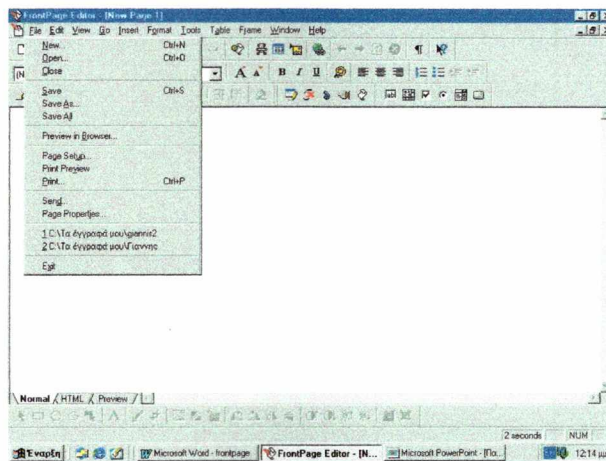 FrontPage Editor - [New Page 1]
File Edit View Go Insert Format Tools Table Frame Window Help
New... Ctrl+N
Open... Ctrl+O
Close
Save Ctrl+S
Save As...
Save All
Preview in Browser...
Page Setup...
Print Preview
Print... Ctrl+P
Send...
Page Properties...
1 C:\Τα έγγραφά μου\giannis2
2 C:\Τα έγγραφά μου\Γιαννης
Exit
Normal HTML Preview
2 seconds NUM
Έναρξη Microsoft Word - frontpage FrontPage Editor - [N... Microsoft PowerPoint - [Πα... 12:14 μμ